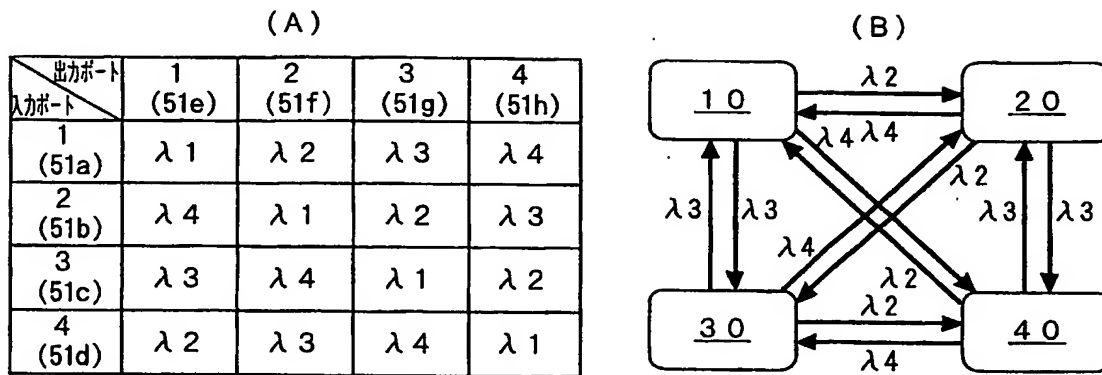 (A)
出力ポート
入力ポート
1
(51e)
2
(51f)
3
(51g)
4
(51h)
1
(51a)
λ1
λ2
λ3
λ4
2
(51b)
λ4
λ1
λ2
λ3
3
(51c)
λ3
λ4
λ1
λ2
4
(51d)
λ2
λ3
λ4
λ1
(B)
10
λ2
20
λ4
λ4
λ2
λ3
λ3
λ3
λ3
λ4
λ2
30
λ2
40
λ4